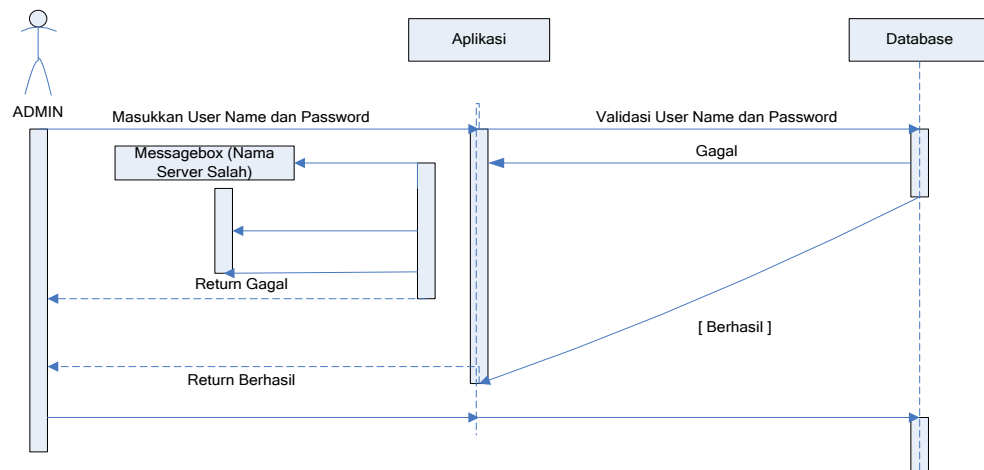 Aplikasi
Database
ADMIN
Masukkan User Name dan Password
Validasi User Name dan Password
Messagebox (Nama
Server Salah)
Gagal
Return Gagal
[ Berhasil ]
Return Berhasil